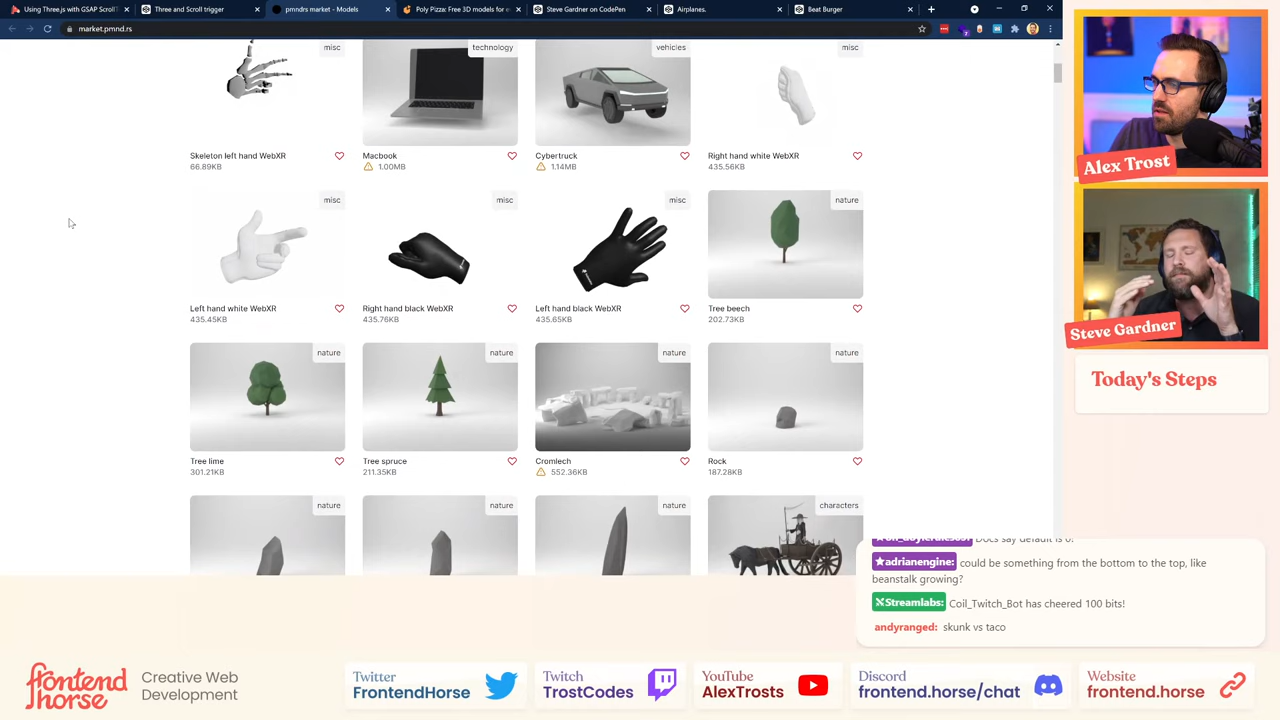 Using Three.js with GSAP ScrollT
Three and Scroll trigger
pmndrs market - Models
Poly Pizza: Free 3D models for e
Steve Gardner on CodePen
Airplanes.
Beat Burger
market.pmnd.rs
misc
technology
vehicles
misc
Skeleton left hand WebXR
66.89KB
Macbook
1.00MB
Cybertruck
1.14MB
Right hand white WebXR
435.56KB
misc
misc
misc
nature
Left hand white WebXR
435.45KB
Right hand black WebXR
435.76KB
Left hand black WebXR
435.65KB
Tree beech
202.73KB
nature
nature
nature
nature
Tree lime
301.21KB
Tree spruce
211.35KB
Cromlech
552.36KB
Rock
187.28KB
nature
nature
nature
characters
Alex Trost
Steve Gardner
Today's Steps
Docs say default is 0!
adrianengine: could be something from the bottom to the top, like
beanstalk growing?
Streamlabs: Coil_Twitch_Bot has cheered 100 bits!
andyranged: skunk vs taco
frontend
horse
Creative Web
Development
Twitter
FrontendHorse
Twitch
TrostCodes
YouTube
AlexTrosts
Discord
frontend.horse/chat
Website
frontend.horse